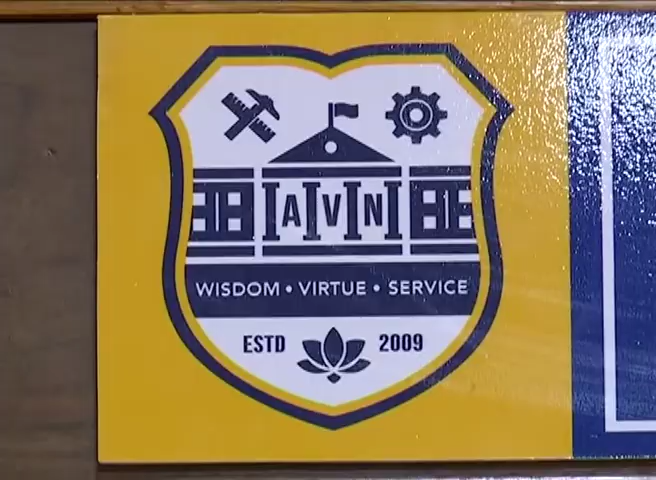 AVN
WISDOM • VIRTUE • SERVICE
ESTD 2009